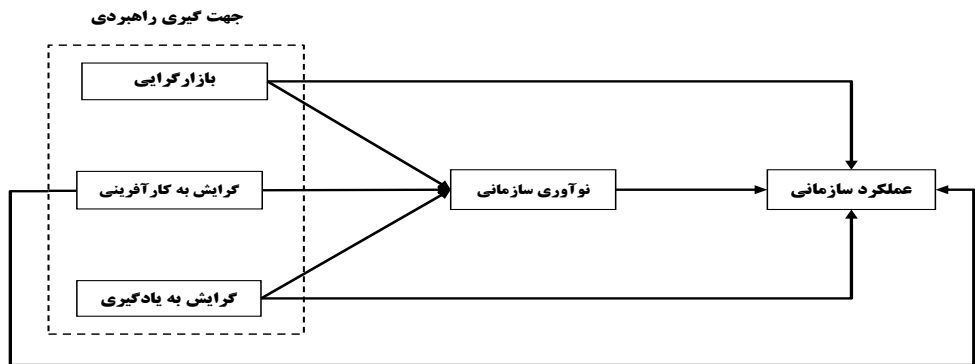 جهت گیری راهبردی
بازارگرایی
گرایش به کارآفرینی
نوآوری سازمانی
عملکرد سازمانی
گرایش به یادگیری